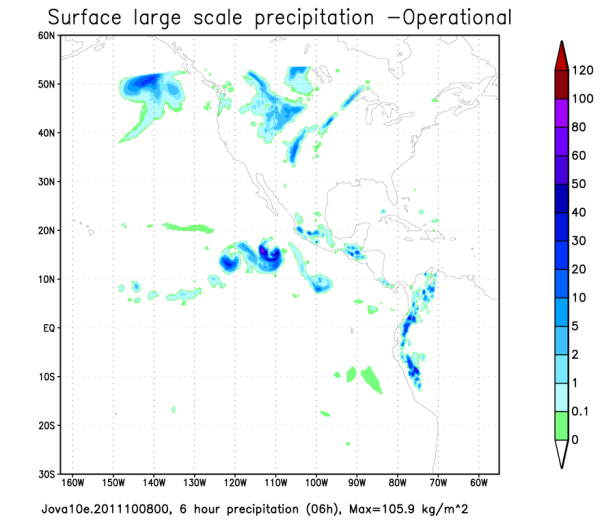 Surface large scale precipitation -Operational
60N
50N
40N
30N
20N
10N
EQ
10S
20S
30S
160W 150W 140W 130W 120W 110W 100W 90W 80W 70W 60W
120
100
80
60
50
40
30
20
10
5
2
1
0.1
0
Jova10e.2011100800, 6 hour precipitation (06h), Max=105.9 kg/m^2